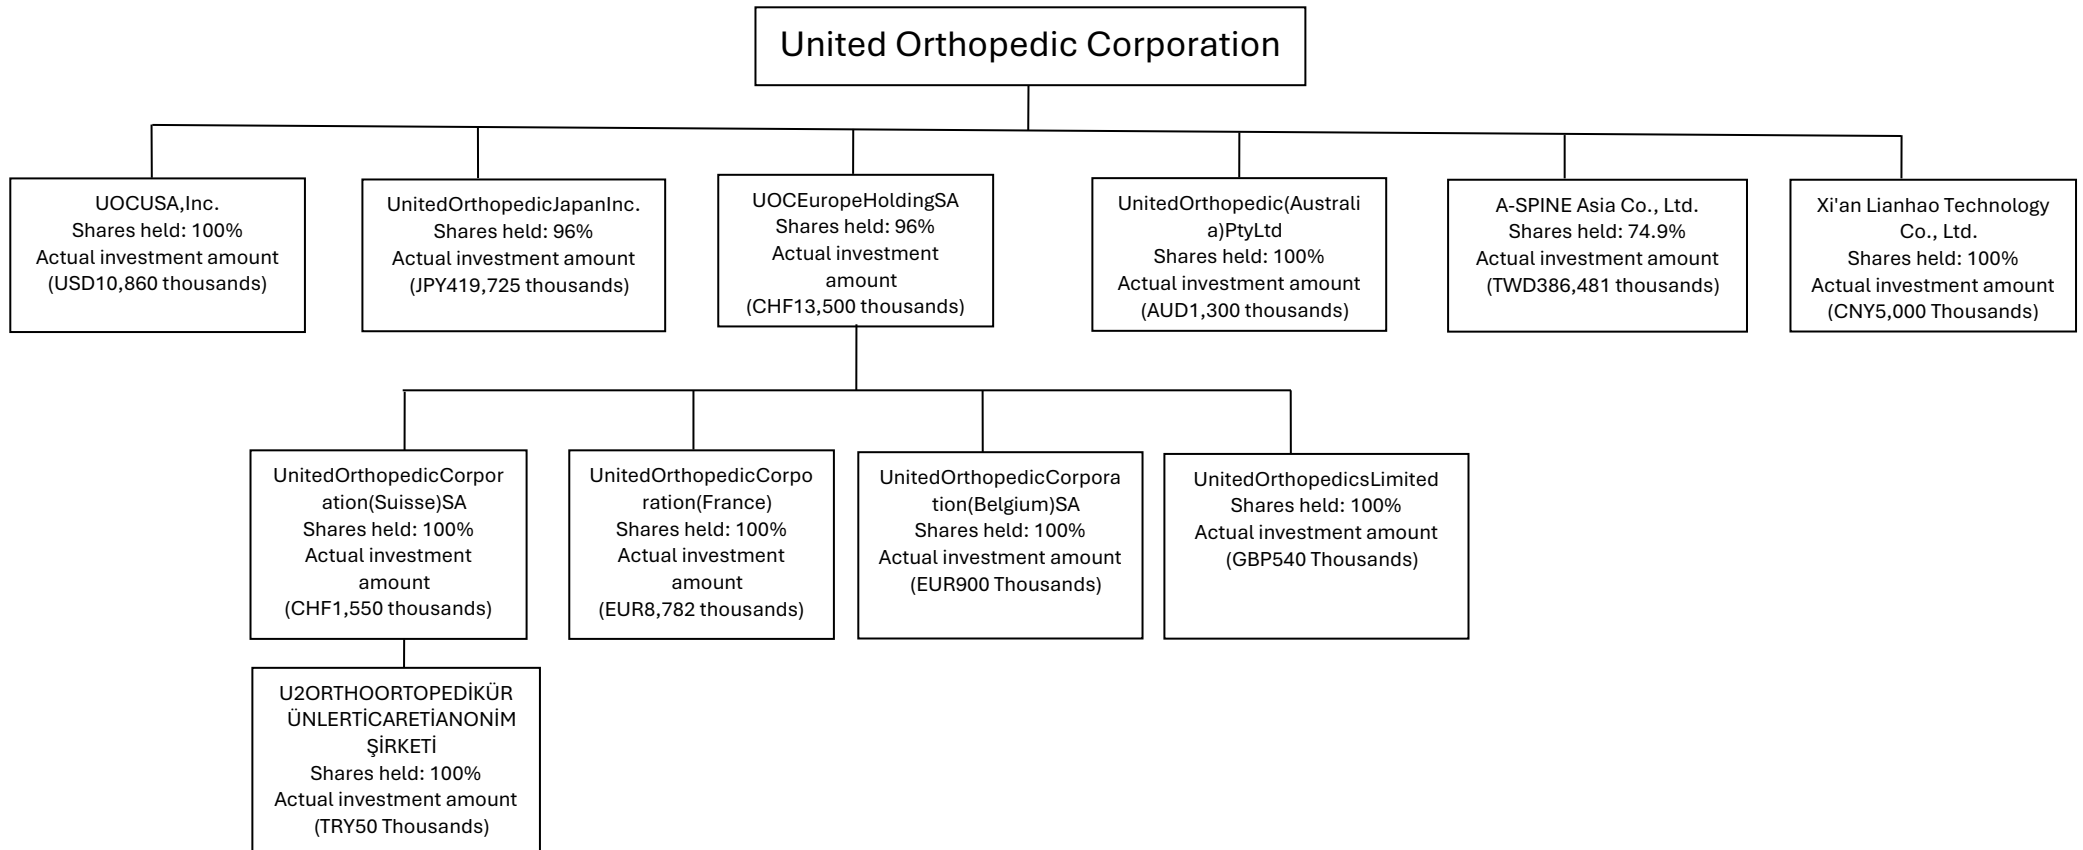 United Orthopedic Corporation
UOCUSA,Inc.
Shares held: 100%
Actual investment amount
(USD10,860 thousands)
UnitedOrthopedicJapanInc.
Shares held: 96%
Actual investment amount
(JPY419,725 thousands)
UOCEuropeHoldingSA
Shares held: 96%
Actual investment
amount
(CHF13,500 thousands)
UnitedOrthopedic(Australi
a)PtyLtd
Shares held: 100%
Actual investment amount
(AUD1,300 thousands)
A-SPINE Asia Co., Ltd.
Shares held: 74.9%
Actual investment amount
(TWD386,481 thousands)
Xi'an Lianhao Technology
Co., Ltd.
Shares held: 100%
Actual investment amount
(CNY5,000 Thousands)
UnitedOrthopedicCorpor
ation(Suisse)SA
Shares held: 100%
Actual investment
amount
(CHF1,550 thousands)
UnitedOrthopedicCorpo
ration(France)
Shares held: 100%
Actual investment
amount
(EUR8,782 thousands)
UnitedOrthopedicCorpora
tion(Belgium)SA
Shares held: 100%
Actual investment amount
(EUR900 Thousands)
UnitedOrthopedicsLimited
Shares held: 100%
Actual investment amount
(GBP540 Thousands)
U2ORTHOORTOPEDİKÜR
ÜNLERTİCARETİANONİM
ŞİRKETİ
Shares held: 100%
Actual investment amount
(TRY50 Thousands)